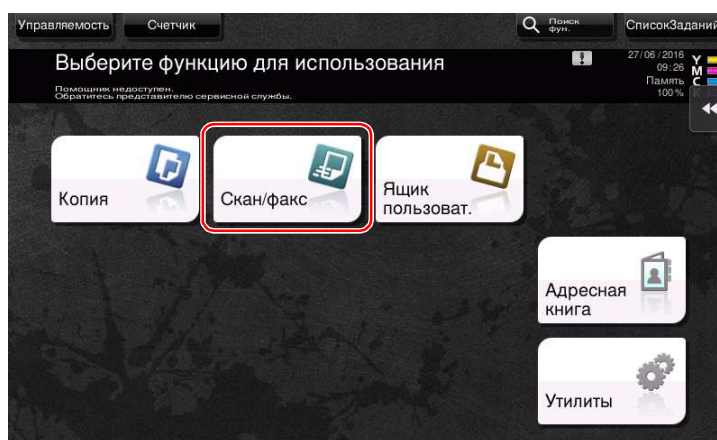 Управляемость
Счетчик
Поиск
фун.
СписокЗаданий
Выберите функцию для использования
Помощник недоступен.
Обратитесь представителю сервисной службы.
27/06/2016
09:26
Память
100%
Y
M
C
K
Копия
Скан/факс
Ящик
пользоват.
Адресная
книга
Утилиты